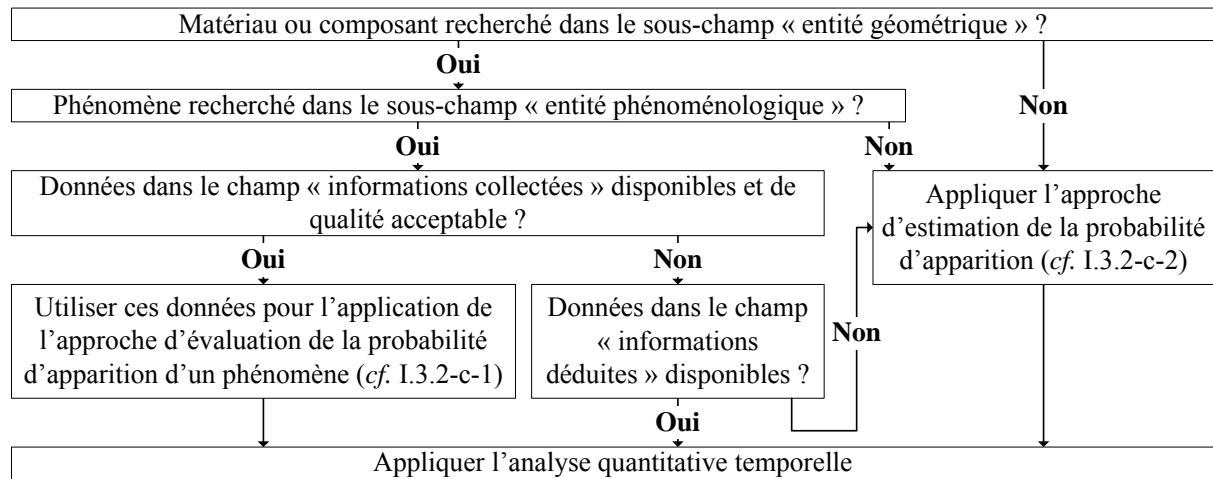 Matériau ou composant recherché dans le sous-champ « entité géométrique » ?
Oui
Phénomène recherché dans le sous-champ « entité phénoménologique » ?
Non
Oui
Non
Données dans le champ « informations collectées » disponibles et de
qualité acceptable ?
Appliquer l’approche
d’estimation de la probabilité
d’apparition (cf. I.3.2-c-2)
Oui
Non
Utiliser ces données pour l’application de
l’approche d’évaluation de la probabilité
d’apparition d’un phénomène (cf. I.3.2-c-1)
Données dans le champ
« informations
déduites » disponibles ?
Non
Oui
Appliquer l’analyse quantitative temporelle